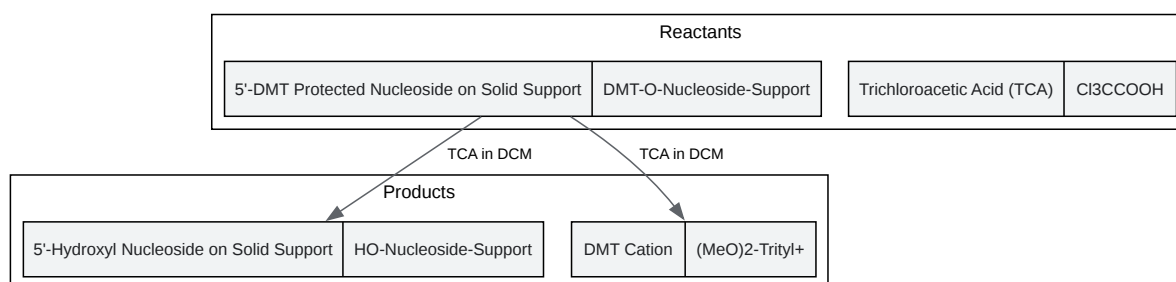 Reactants
5'-DMT Protected Nucleoside on Solid Support
DMT-O-Nucleoside-Support
Trichloroacetic Acid (TCA)
Cl3CCOOH
TCA in DCM
TCA in DCM
Products
5'-Hydroxyl Nucleoside on Solid Support
HO-Nucleoside-Support
DMT Cation
(MeO)2-Trityl+